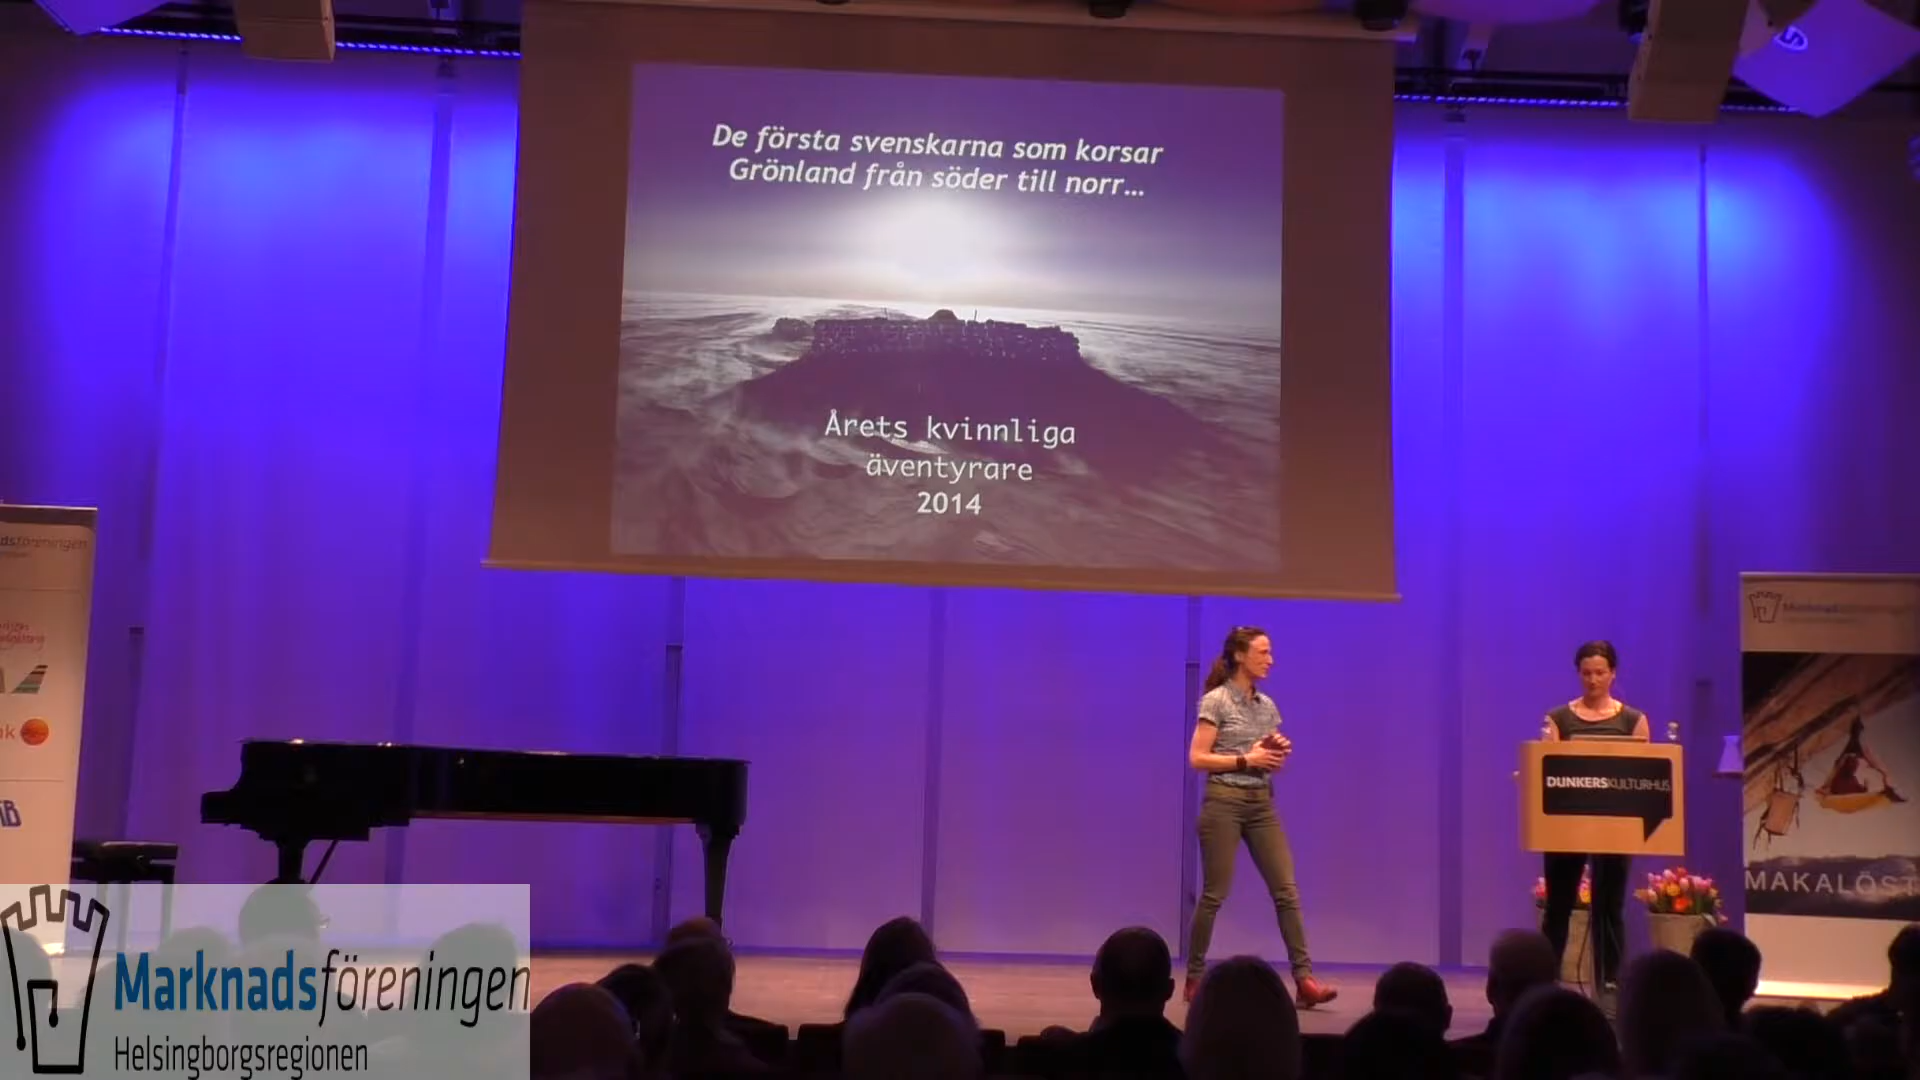 De första svenskarna som korsar
Grönland från söder till norr...
Årets kvinnliga
äventyrare
2014
DUNKERSKULTURHUS
MAKALÖST
Marknadsföreningen
Helsingborgsregionen